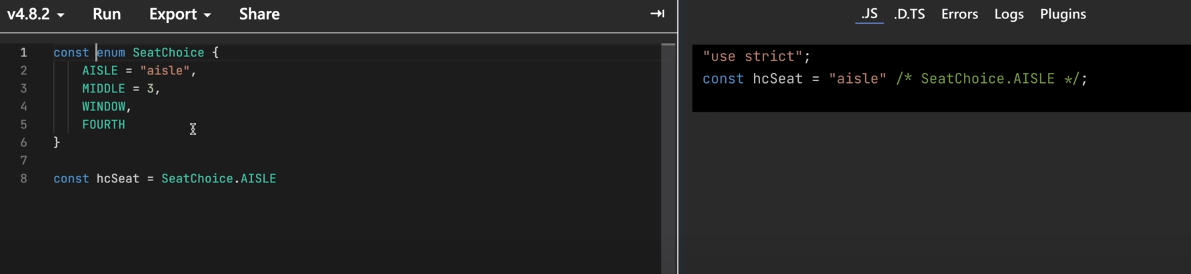 v4.8.2 Run Export Share
.JS .D.TS Errors Logs Plugins
1 const enum SeatChoice {
2 AISLE = "aisle",
3 MIDDLE = 3,
4 WINDOW,
5 FOURTH
6 }
7
8 const hcSeat = SeatChoice.AISLE
"use strict";
const hcSeat = "aisle" /* SeatChoice.AISLE */;